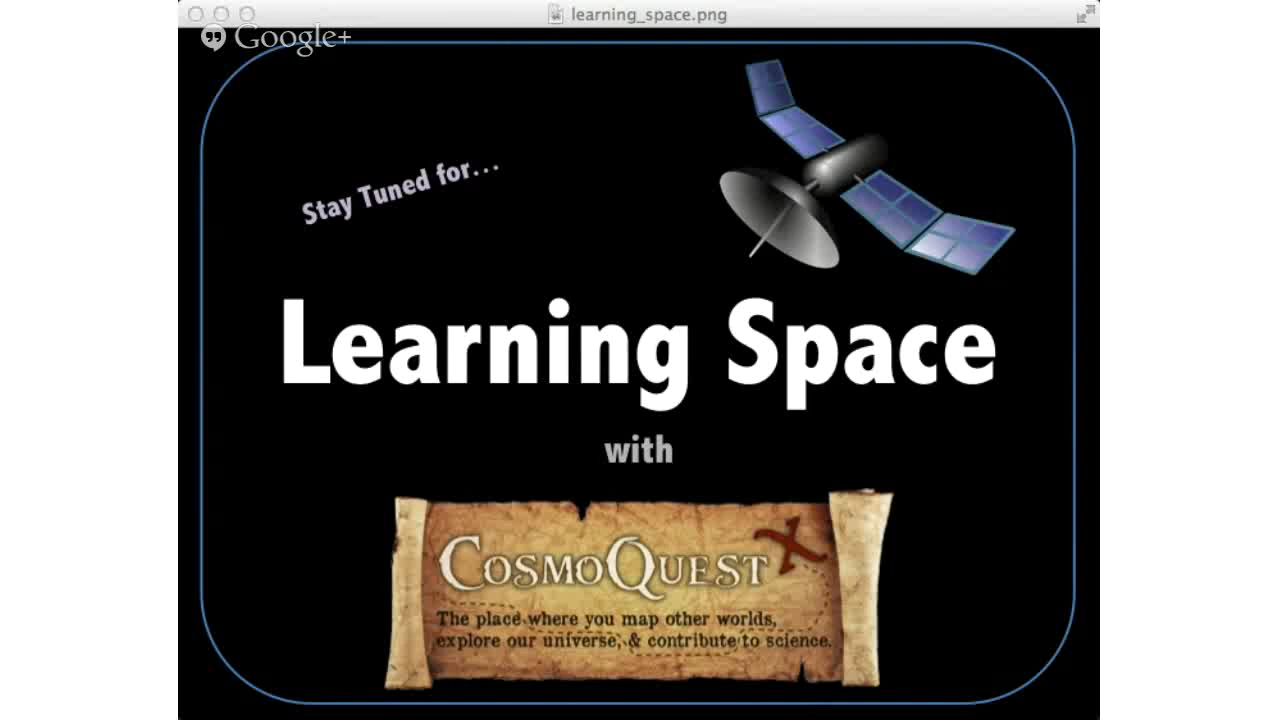 learning_space.png
Google+
Stay Tuned for...
Learning Space
with
CosmoQuest
The place where you map other worlds,
explore our universe, & contribute to science.